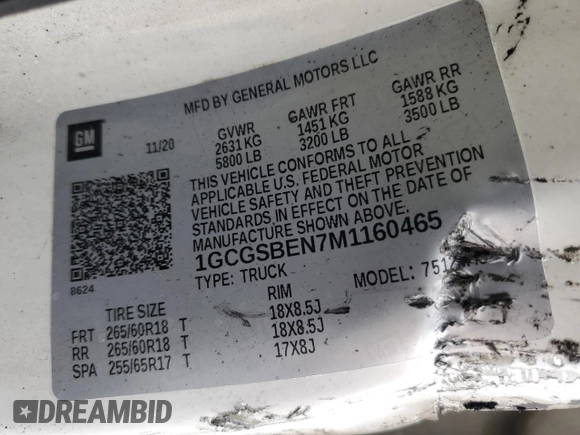 MFD BY GENERAL MOTORS LLC
GM
11/20
GVWR GAWR FRT GAWR RR
2631 KG 1451 KG 1588 KG
5800 LB 3200 LB 3500 LB
THIS VEHICLE CONFORMS TO ALL
APPLICABLE U.S. FEDERAL MOTOR
VEHICLE SAFETY AND THEFT PREVENTION
STANDARDS IN EFFECT ON THE DATE OF
MANUFACTURE SHOWN ABOVE.
1GCGSBEN7M1160465
8624
TYPE: TRUCK MODEL:
TIRE SIZE RIM
FRT 265/60R18 T 18X8.5J
RR 265/60R18 T 18X8.5J
SPA 255/65R17 T 17X8J
DREAMBID